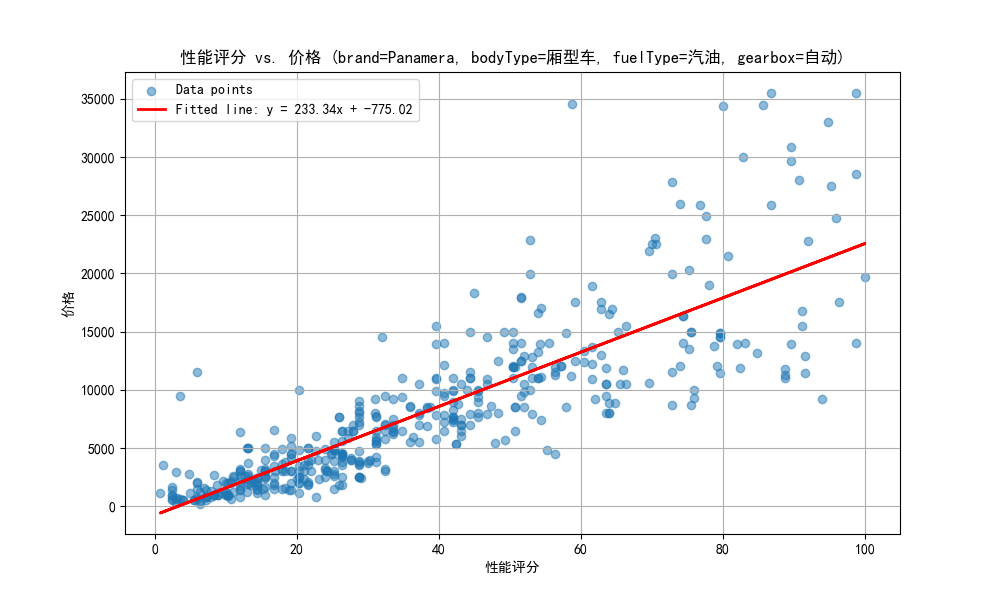 性能评分 vs. 价格 (brand=Panamera, bodyType=厢型车, fuelType=汽油, gearbox=自动)
Data points
Fitted line: y = 233.34x + -775.02
价格
35000
30000
25000
20000
15000
10000
5000
0
0 20 40 60 80 100
性能评分